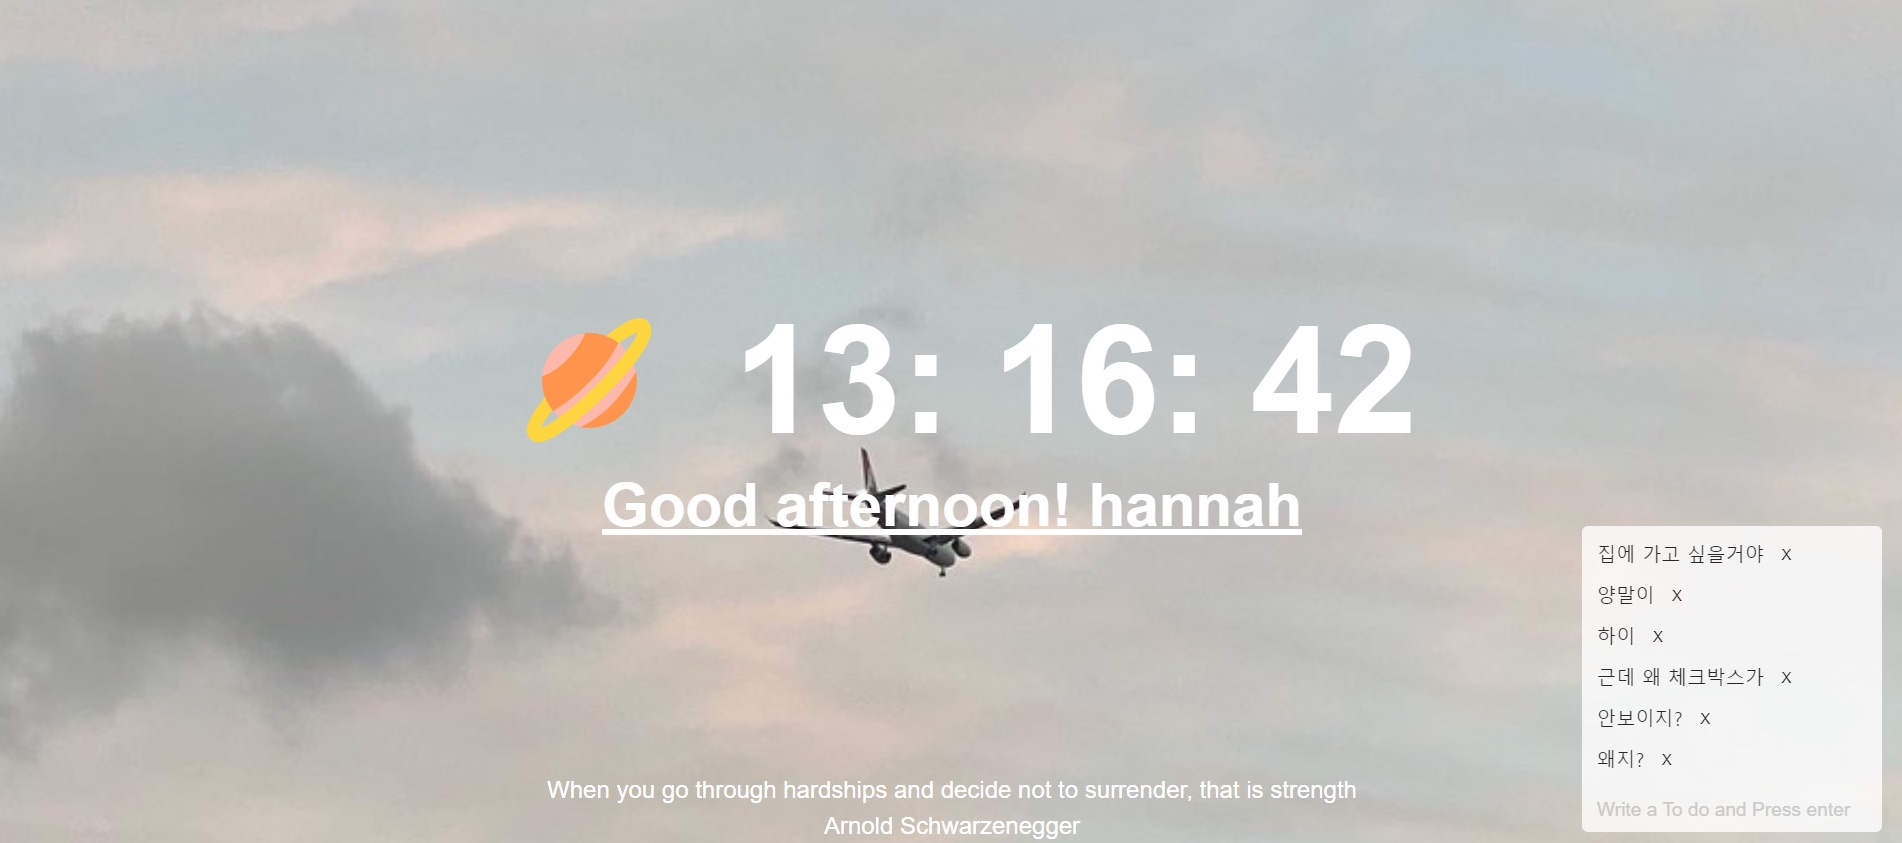 13: 16: 42
Good afternoon! hannah
집에 가고 싶을거야 X
양말이 X
하이 X
근데 왜 체크박스가 X
안보이지? X
왜지? X
Write a To do and Press enter
When you go through hardships and decide not to surrender, that is strength
Arnold Schwarzenegger